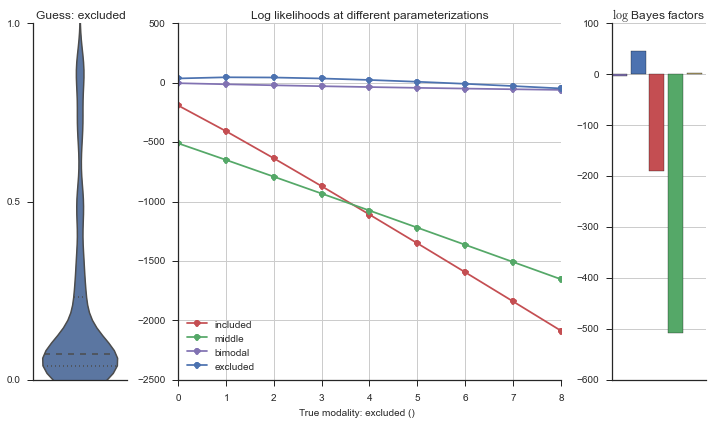 Guess: excluded
1.0
0.5
0.0
Log likelihoods at different parameterizations
500
0
−500
−1000
−1500
−2000
−2500
included
middle
bimodal
excluded
0 1 2 3 4 5 6 7 8
True modality: excluded ()
log Bayes factors
100
0
−100
−200
−300
−400
−500
−600